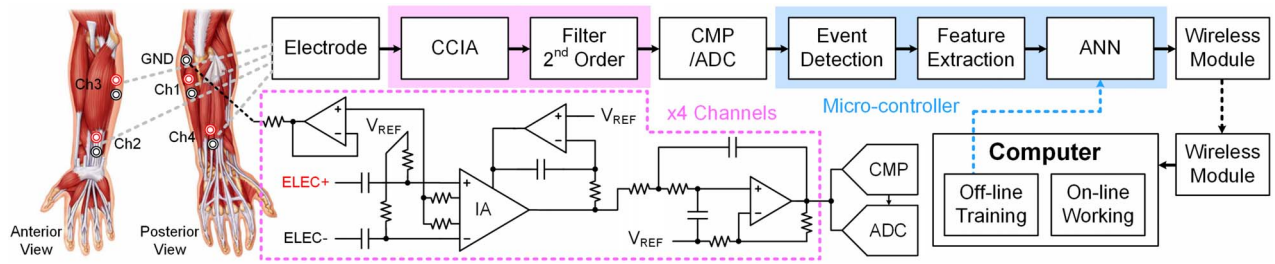 GND
Ch3
Ch1
Ch4
Ch2
Anterior
View
Posterior
View
Electrode
CCIA
Filter
2nd Order
CMP
/ADC
Event
Detection
Feature
Extraction
ANN
Wireless
Module
Micro-controller
x4 Channels
VREF
VREF
ELEC+
IA
ELEC-
VREF
CMP
ADC
Computer
Off-line
Training
On-line
Working
Wireless
Module